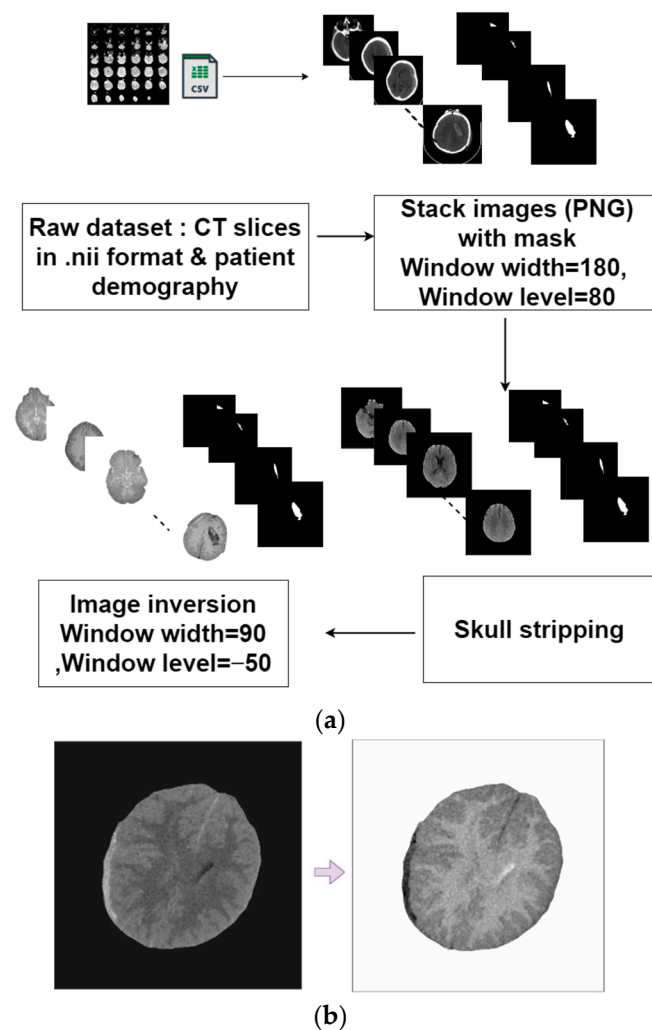 CSV
Raw dataset : CT slices
in .nii format & patient
demography
Stack images (PNG)
with mask
Window width=180,
Window level=80
Image inversion
Window width=90
,Window level=−50
Skull stripping
(a)
(b)